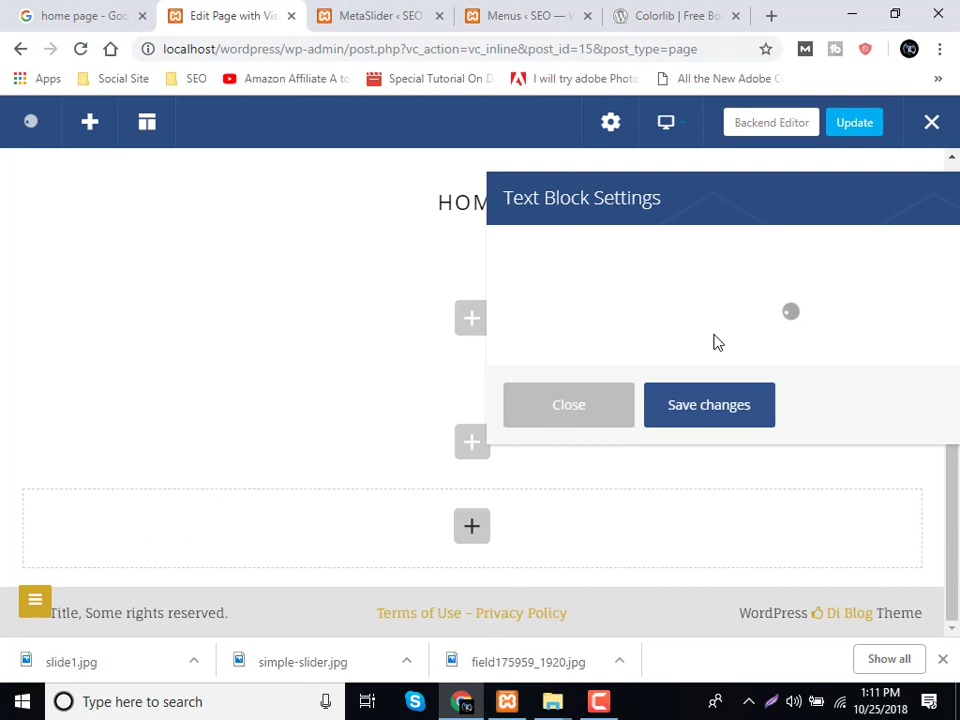 home page - Goo
Edit Page with Vis
MetaSlider ‹ SEO
Menus ‹ SEO — W
Colorlib | Free Bo
localhost/wordpress/wp-admin/post.php?vc_action=vc_inline&post_id=15&post_type=page
Apps
Social Site
SEO
Amazon Affiliate A to
Special Tutorial On D
I will try adobe Photo
All the New Adobe C
»
Backend Editor
Update
HOM
Text Block Settings
Close
Save changes
Title, Some rights reserved.
Terms of Use - Privacy Policy
WordPress Di Blog Theme
slide1.jpg
simple-slider.jpg
field175959_1920.jpg
Show all
Type here to search
1:11 PM
10/25/2018